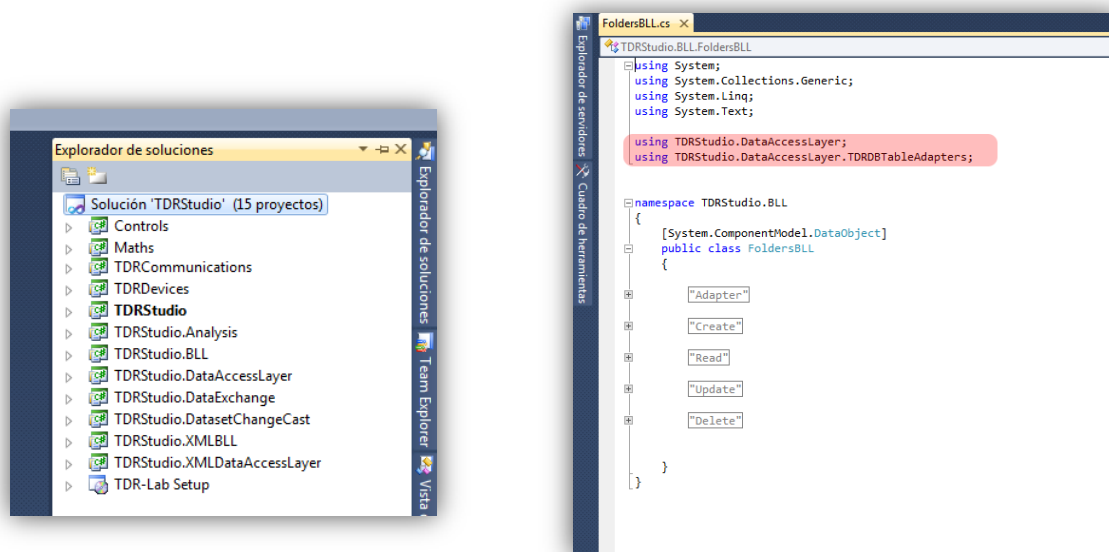 Explorador de soluciones
Solución 'TDRStudio' (15 proyectos)
Controls
Maths
TDRCommunications
TDRDevices
TDRStudio
TDRStudio.Analysis
TDRStudio.BLL
TDRStudio.DataAccessLayer
TDRStudio.DataExchange
TDRStudio.DatasetChangeCast
TDRStudio.XMLBLL
TDRStudio.XMLDataAccessLayer
TDR-Lab Setup
Explorador de soluciones
Team Explorer
Vista
Explorador de servidores
Cuadro de herramientas
FoldersBLL.cs
TDRStudio.BLL.FoldersBLL
using System;
using System.Collections.Generic;
using System.Linq;
using System.Text;
using TDRStudio.DataAccessLayer;
using TDRStudio.DataAccessLayer.TDRDBTableAdapters;
namespace TDRStudio.BLL
{
[System.ComponentModel.DataObject]
public class FoldersBLL
{
"Adapter"
"Create"
"Read"
"Update"
"Delete"
}
}